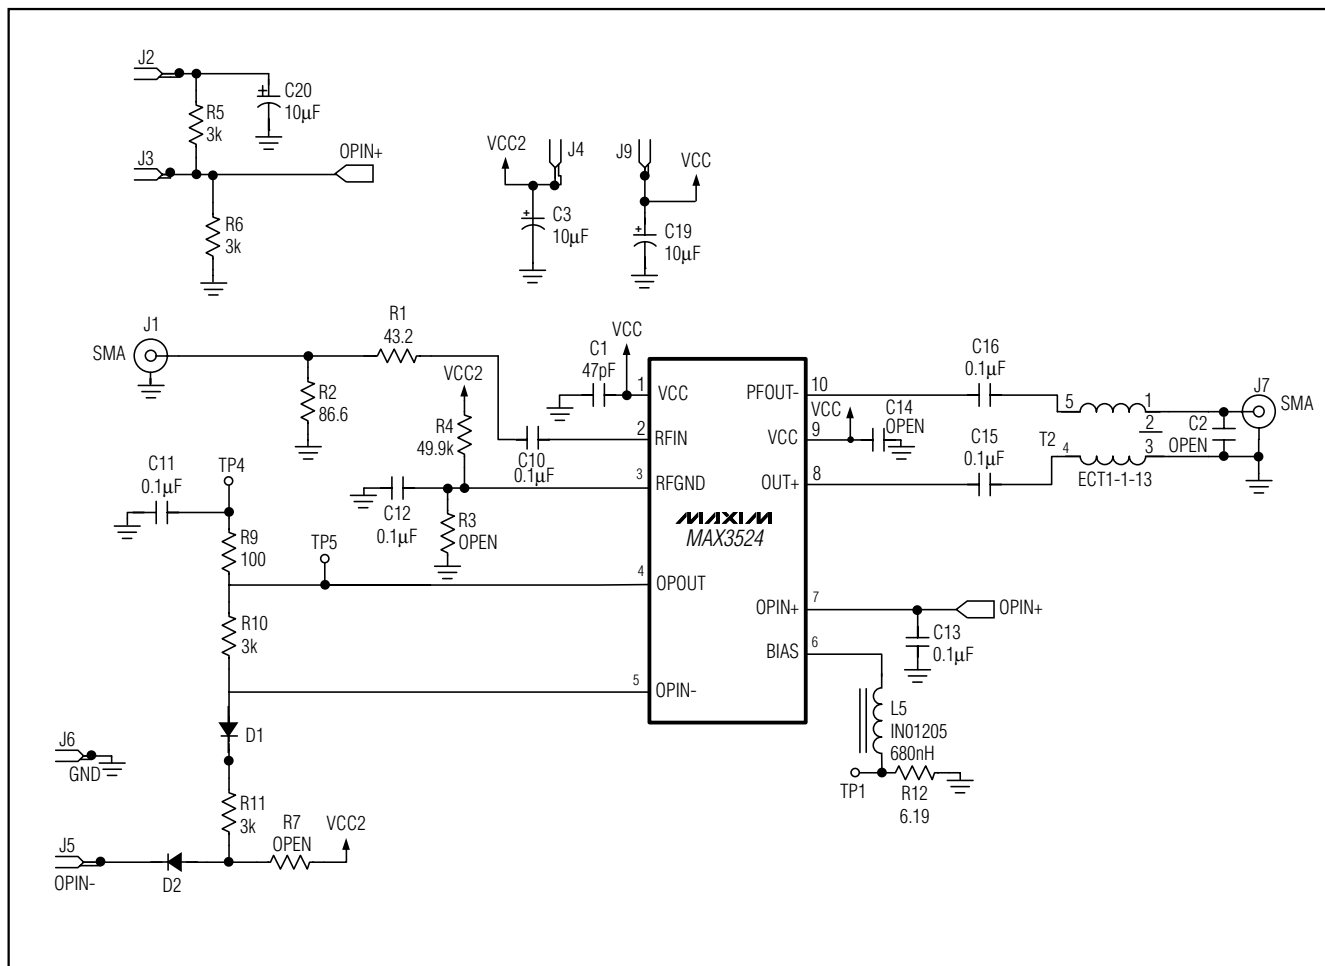 J2
R5
3k
+
C20
10µF
J3
OPIN+
R6
3k
VCC2
J4
+
C3
10µF
J9
VCC
+
C19
10µF
J1
SMA
R1
43.2
R2
86.6
VCC2
R4
49.9k
C1
47pF
VCC
1
VCC
2
RFIN
C10
0.1µF
3
RFGND
C12
0.1µF
R3
OPEN
C11
0.1µF
TP4
R9
100
TP5
4
OPOUT
R10
3k
5
OPIN-
D1
J6
GND
R11
3k
J5
OPIN-
D2
R7
OPEN
VCC2
MAXIM
MAX3524
PFOUT-
10
VCC
9
VCC
C14
OPEN
OUT+
8
C16
0.1µF
C15
0.1µF
5
1
2
T2
4
3
ECT1-1-13
C2
OPEN
J7
SMA
OPIN+
7
OPIN+
C13
0.1µF
BIAS
6
L5
IN01205
680nH
TP1
R12
6.19